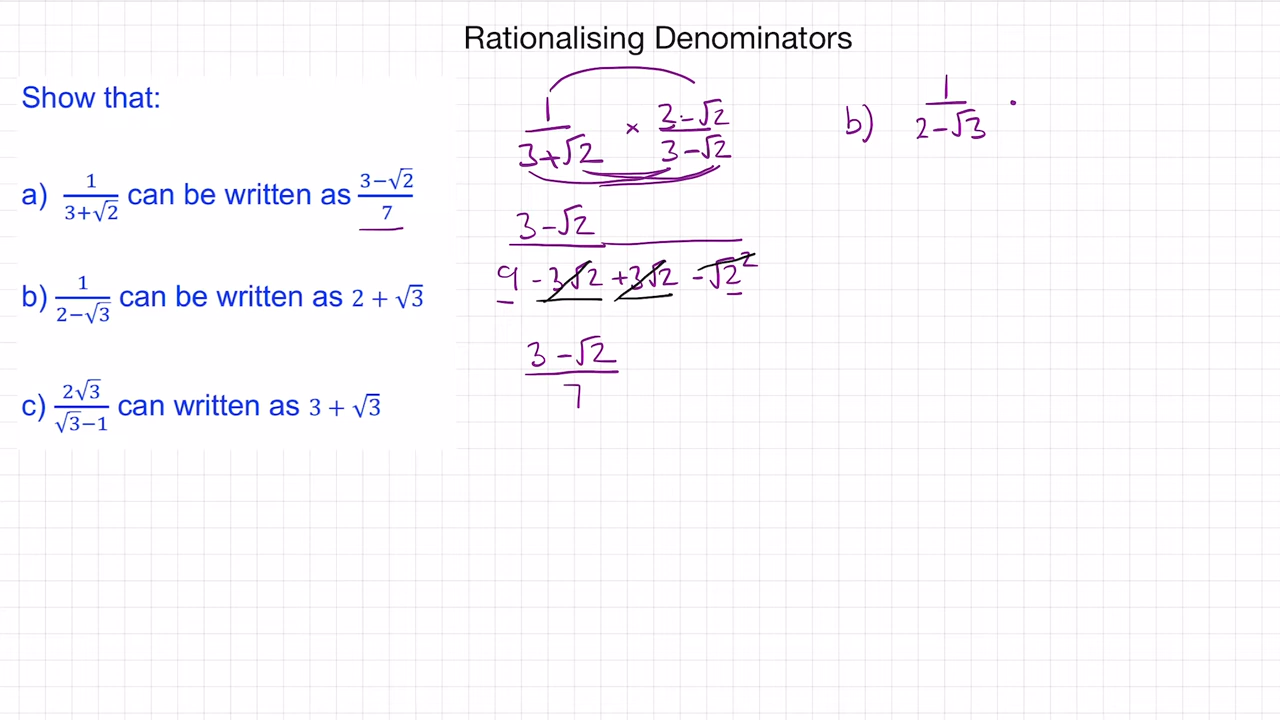 Rationalising Denominators
Show that:
a) 1/(3+√2) can be written as (3−√2)/7
b) 1/(2−√3) can be written as 2 + √3
c) 2√3/(√3−1) can written as 3 + √3
1/(3+√2) × (3−√2)/(3−√2)
(3−√2)/(9 − 3√2 + 3√2 − √2²)
(3−√2)/7
b) 1/(2−√3)